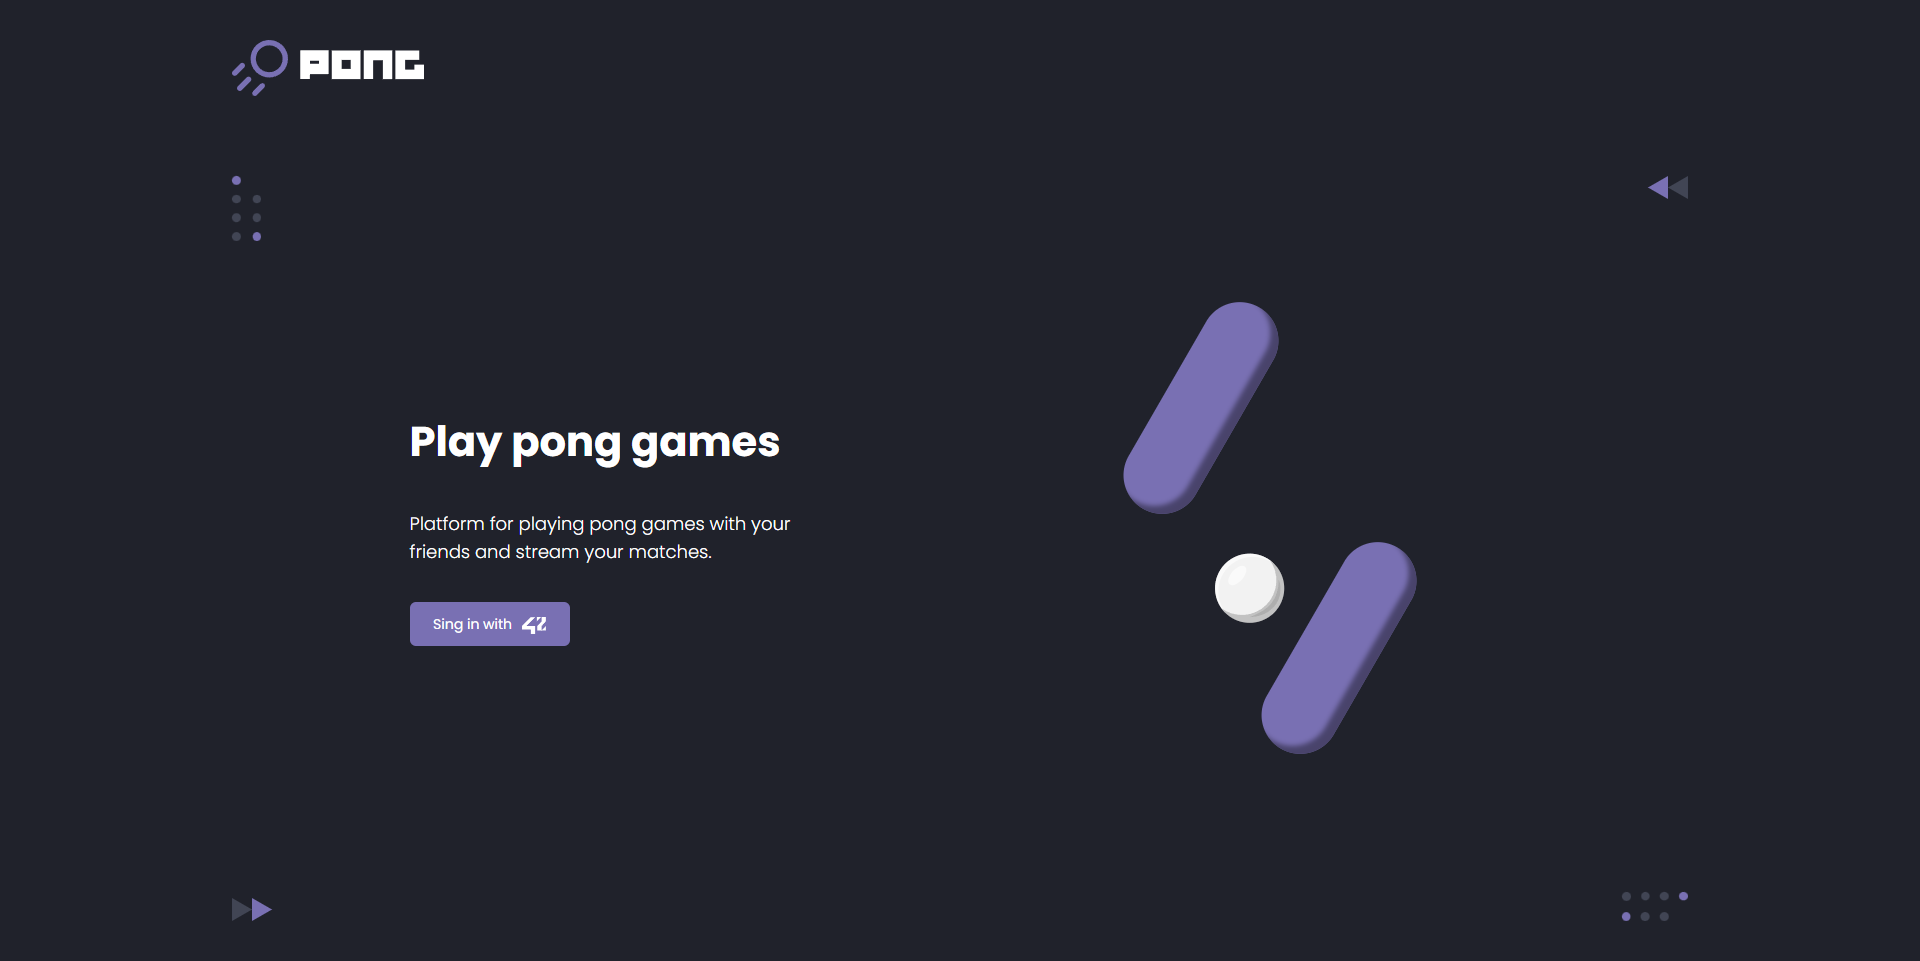 PONG
Play pong games
Platform for playing pong games with your
friends and stream your matches.
Sing in with 42